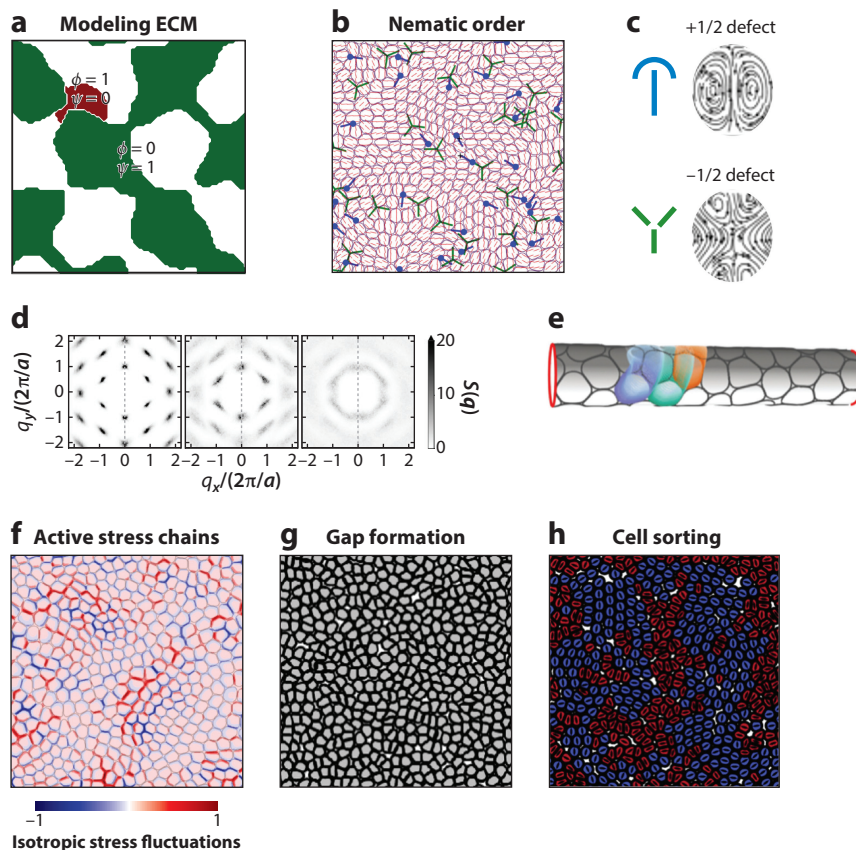 a Modeling ECM
ϕ = 1
ψ = 0
ϕ = 0
ψ = 1
b Nematic order
c
+1/2 defect
−1/2 defect
d
2
1
0
−1
−2
q_y/(2π/a)
−2 −1 0 1 2 −2 −1 0 1 2 −2 −1 0 1 2
q_x/(2π/a)
20
10
0
S(q)
e
f Active stress chains
−1 1
Isotropic stress fluctuations
g Gap formation
h Cell sorting